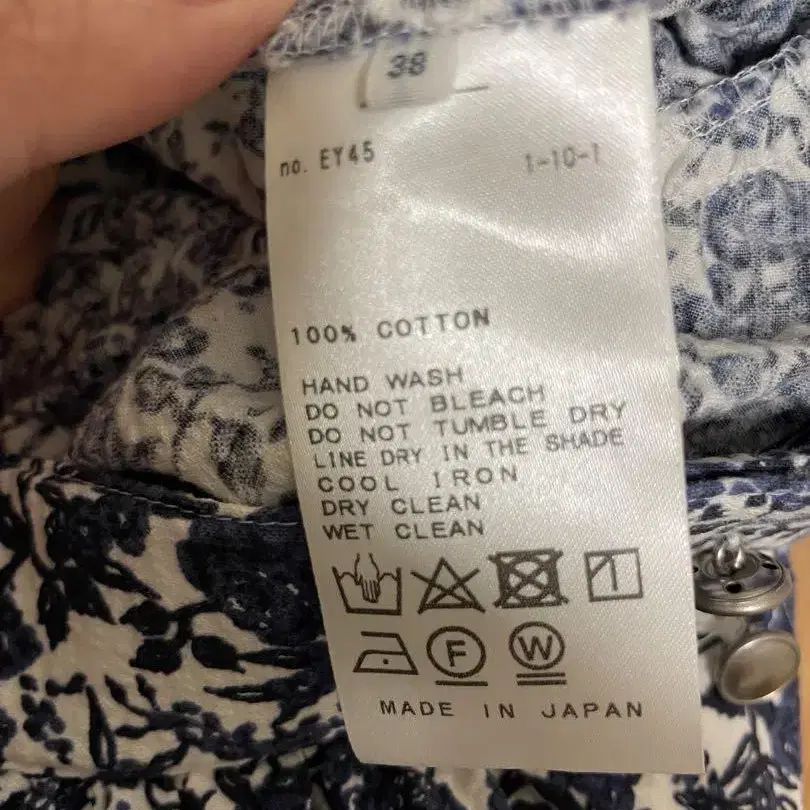 38
no. EY45 1-10-1
100% COTTON
HAND WASH
DO NOT BLEACH
DO NOT TUMBLE DRY
LINE DRY IN THE SHADE
COOL IRON
DRY CLEAN
WET CLEAN
F W
MADE IN JAPAN